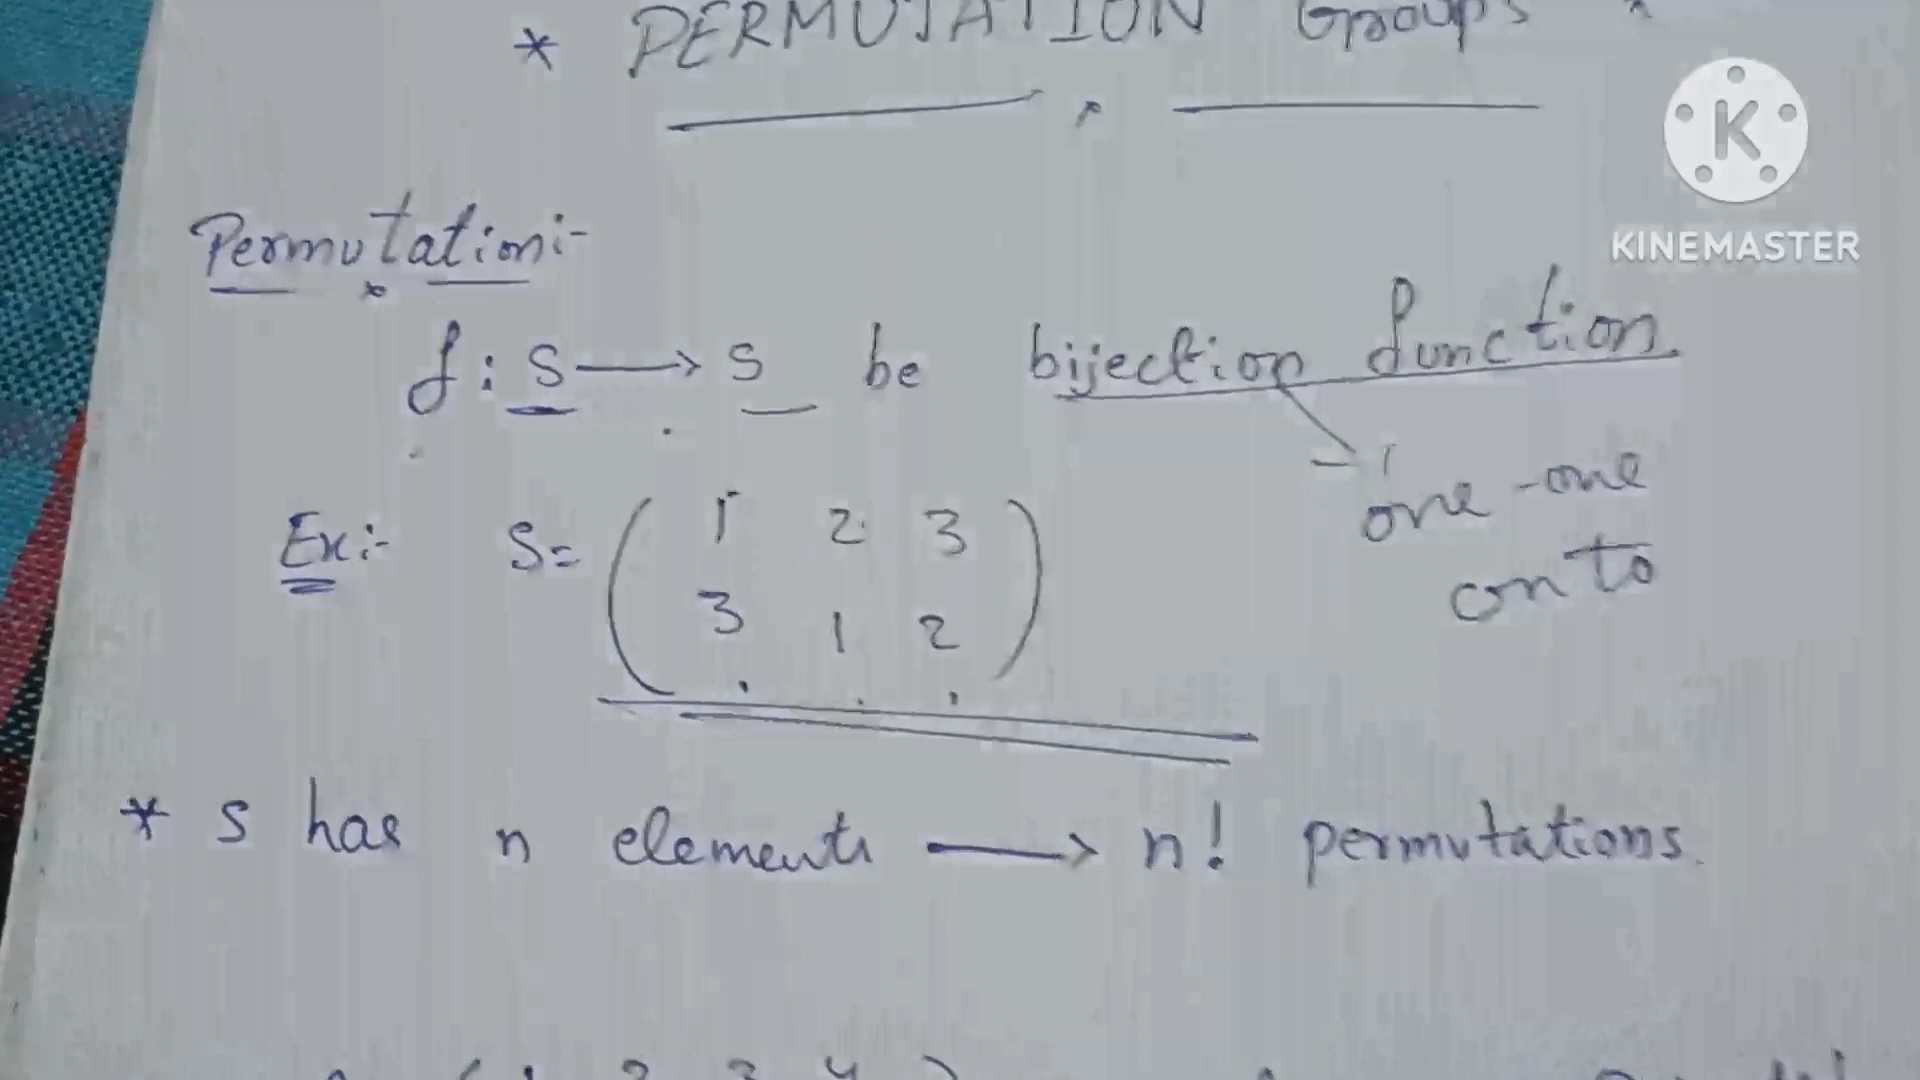 * PERMUTATION Groups *
K
KINEMASTER
Permutation:-
f : S → S be bijection function.
one-one
onto
Ex:- S = ( 1 2 3
3 1 2 )
* S has n elements → n! permutations.